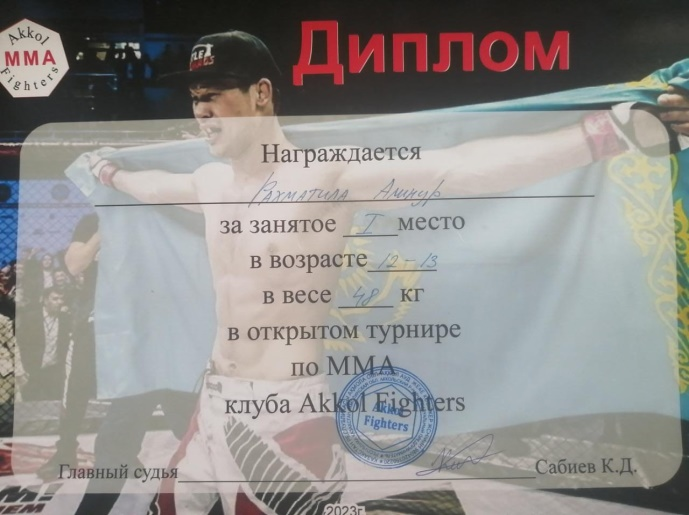 Akkol
MMA
Fighters
Диплом
Награждается
Рахматила Аминур
за занятое I место
в возрасте 12-13
в весе 48 кг
в открытом турнире
по ММА
клуба Akkol Fighters
Akkol
Fighters
Главный судья Сабиев К.Д.
2023г